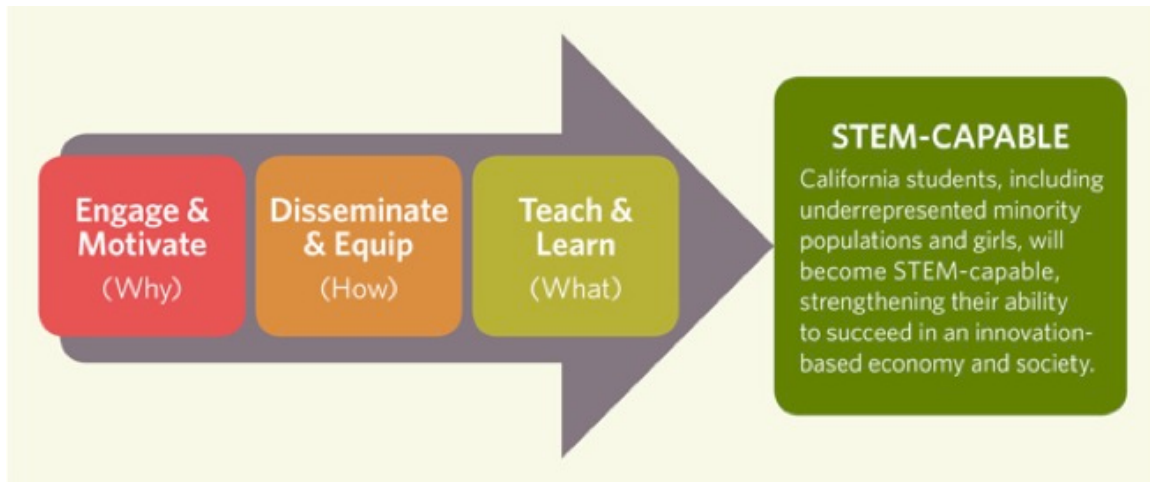 Engage &
Motivate
(Why)
Disseminate
& Equip
(How)
Teach &
Learn
(What)
STEM-CAPABLE
California students, including
underrepresented minority
populations and girls, will
become STEM-capable,
strengthening their ability
to succeed in an innovation-
based economy and society.